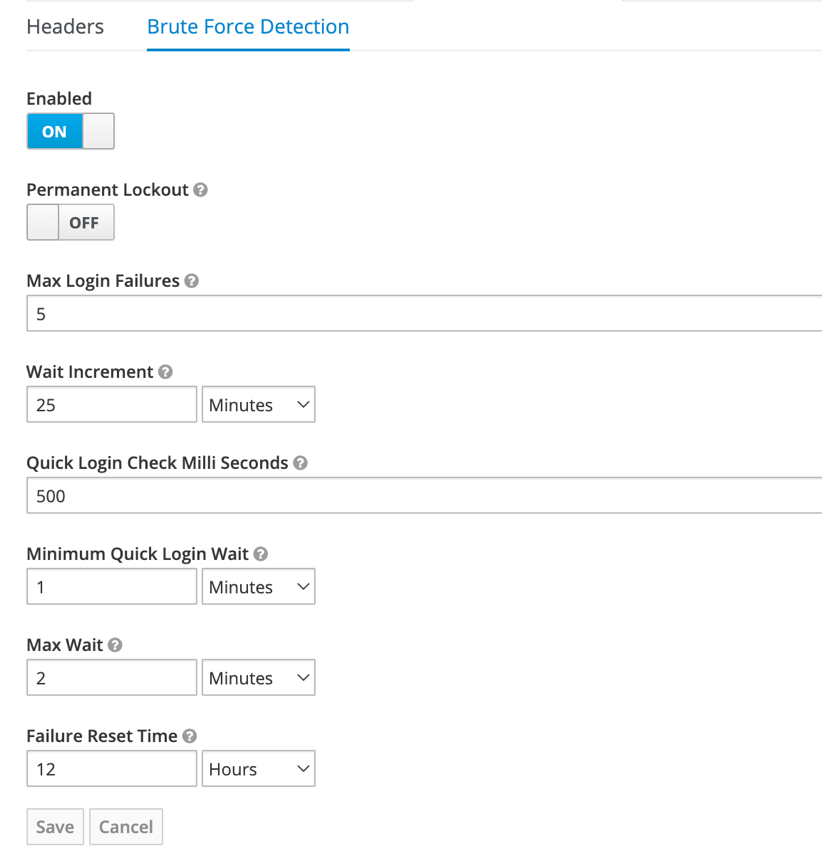 Headers Brute Force Detection
Enabled
ON
Permanent Lockout ?
OFF
Max Login Failures ?
5
Wait Increment ?
25 Minutes
Quick Login Check Milli Seconds ?
500
Minimum Quick Login Wait ?
1 Minutes
Max Wait ?
2 Minutes
Failure Reset Time ?
12 Hours
Save Cancel